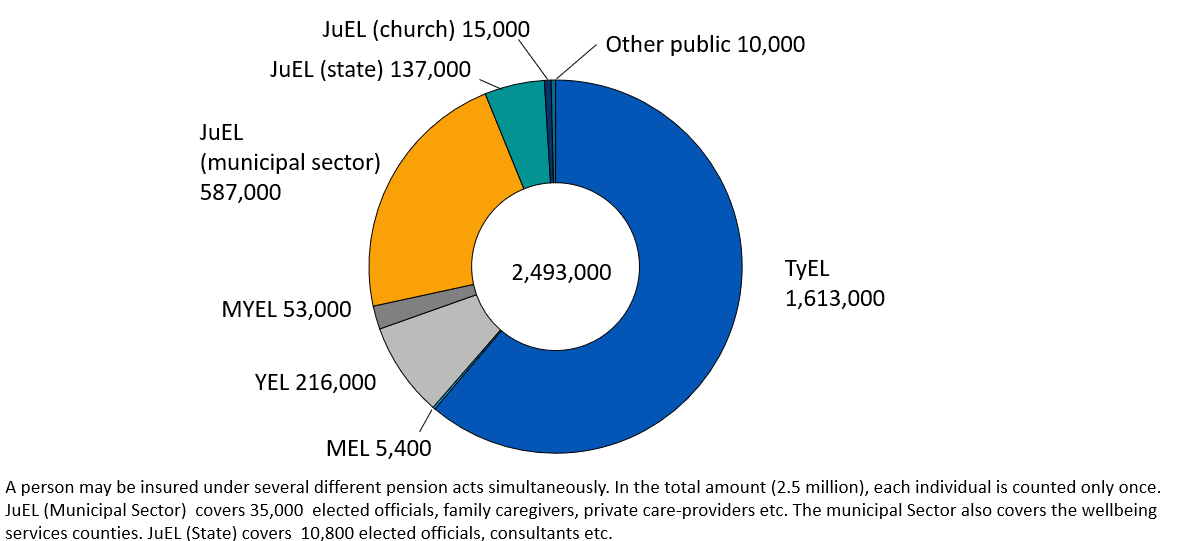 JuEL (church) 15,000
Other public 10,000
JuEL (state) 137,000
JuEL
(municipal sector)
587,000
2,493,000
TyEL
1,613,000
MYEL 53,000
YEL 216,000
MEL 5,400
A person may be insured under several different pension acts simultaneously. In the total amount (2.5 million), each individual is counted only once.
JuEL (Municipal Sector) covers 35,000 elected officials, family caregivers, private care-providers etc. The municipal Sector also covers the wellbeing
services counties. JuEL (State) covers 10,800 elected officials, consultants etc.